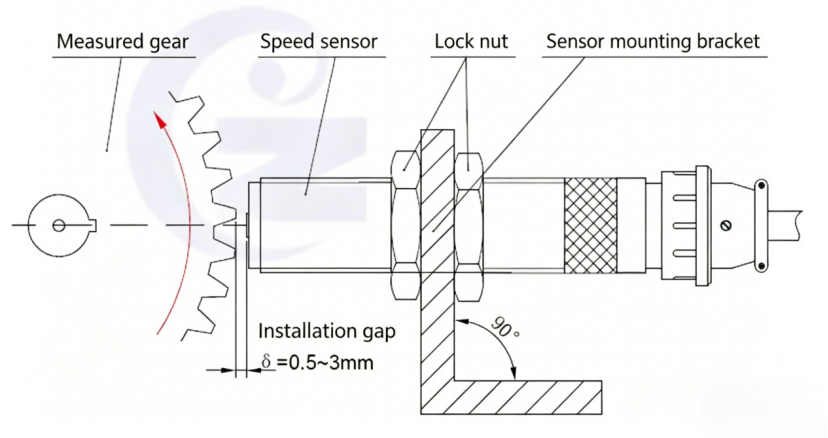 Measured gear
Speed sensor
Lock nut
Sensor mounting bracket
Installation gap
δ=0.5~3mm
90°